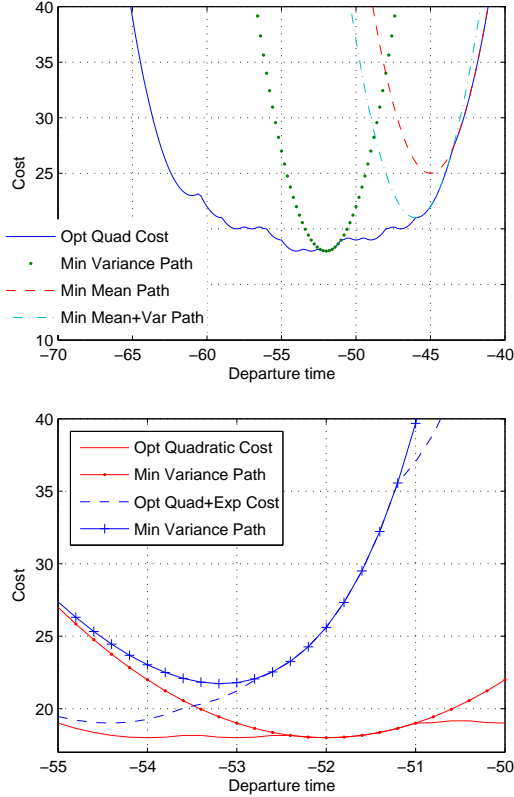 40
35
30
25
10
Cost
Opt Quad Cost
Min Variance Path
Min Mean Path
Min Mean+Var Path
−70 −65 −60 −55 −50 −45 −40
Departure time
40
35
30
25
20
Cost
Opt Quadratic Cost
Min Variance Path
Opt Quad+Exp Cost
Min Variance Path
−55 −54 −53 −52 −51 −50
Departure time